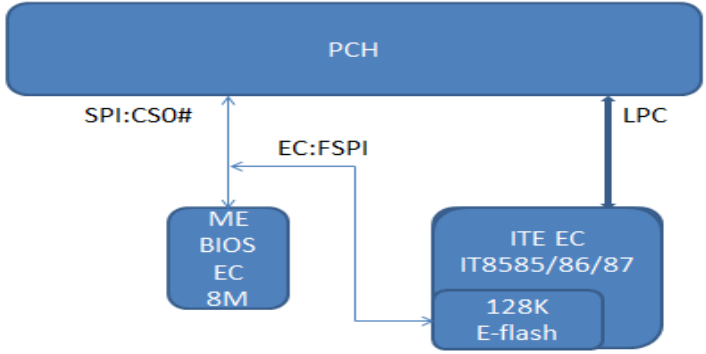 PCH
SPI:CS0#
LPC
EC:FSPI
ME
BIOS
EC
8M
ITE EC
IT8585/86/87
128K
E-flash